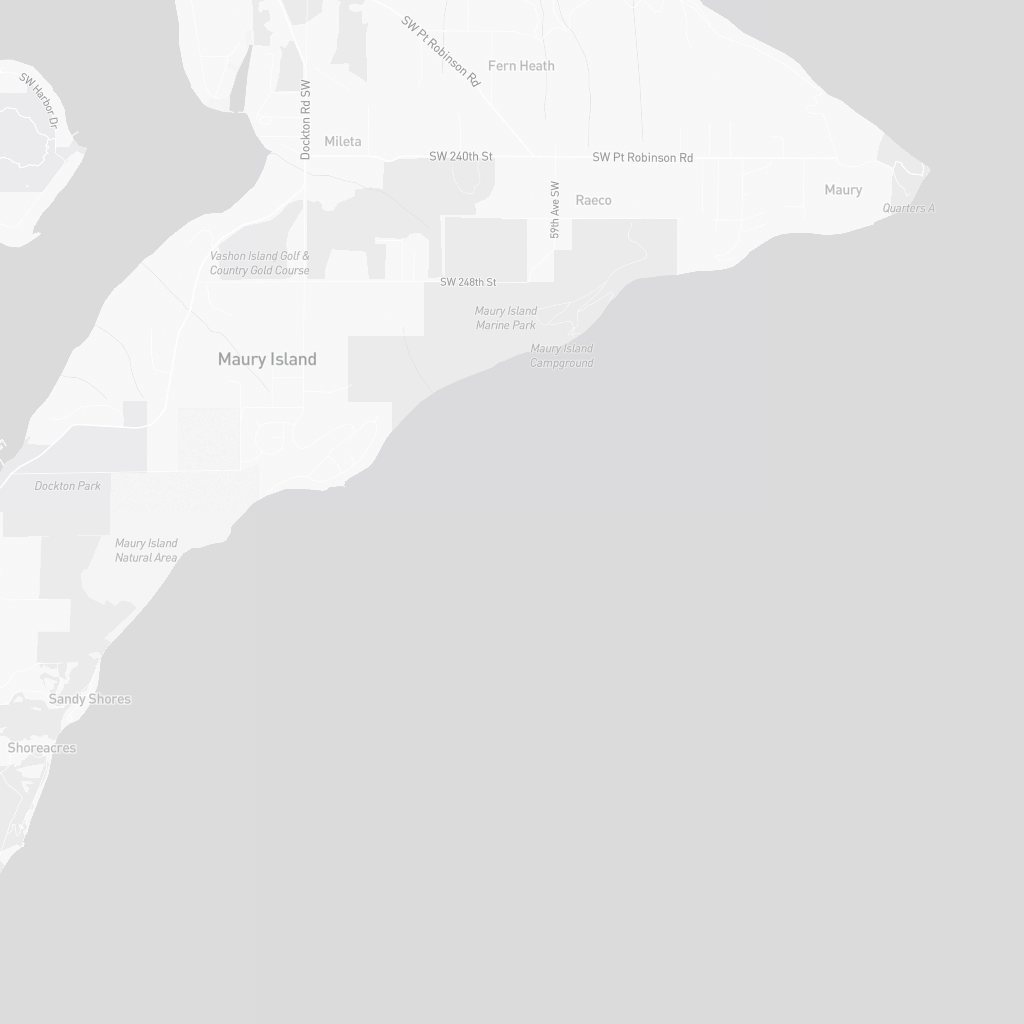 SW Pt Robinson Rd
Fern Heath
SW Harbor Dr
Dockton Rd SW
Mileta
SW 240th St
SW Pt Robinson Rd
Maury
Raeco
59th Ave SW
Quarters A
Vashon Island Golf &
Country Gold Course
SW 248th St
Maury Island
Marine Park
Maury Island
Campground
Maury Island
Dockton Park
Maury Island
Natural Area
Sandy Shores
Shoreacres